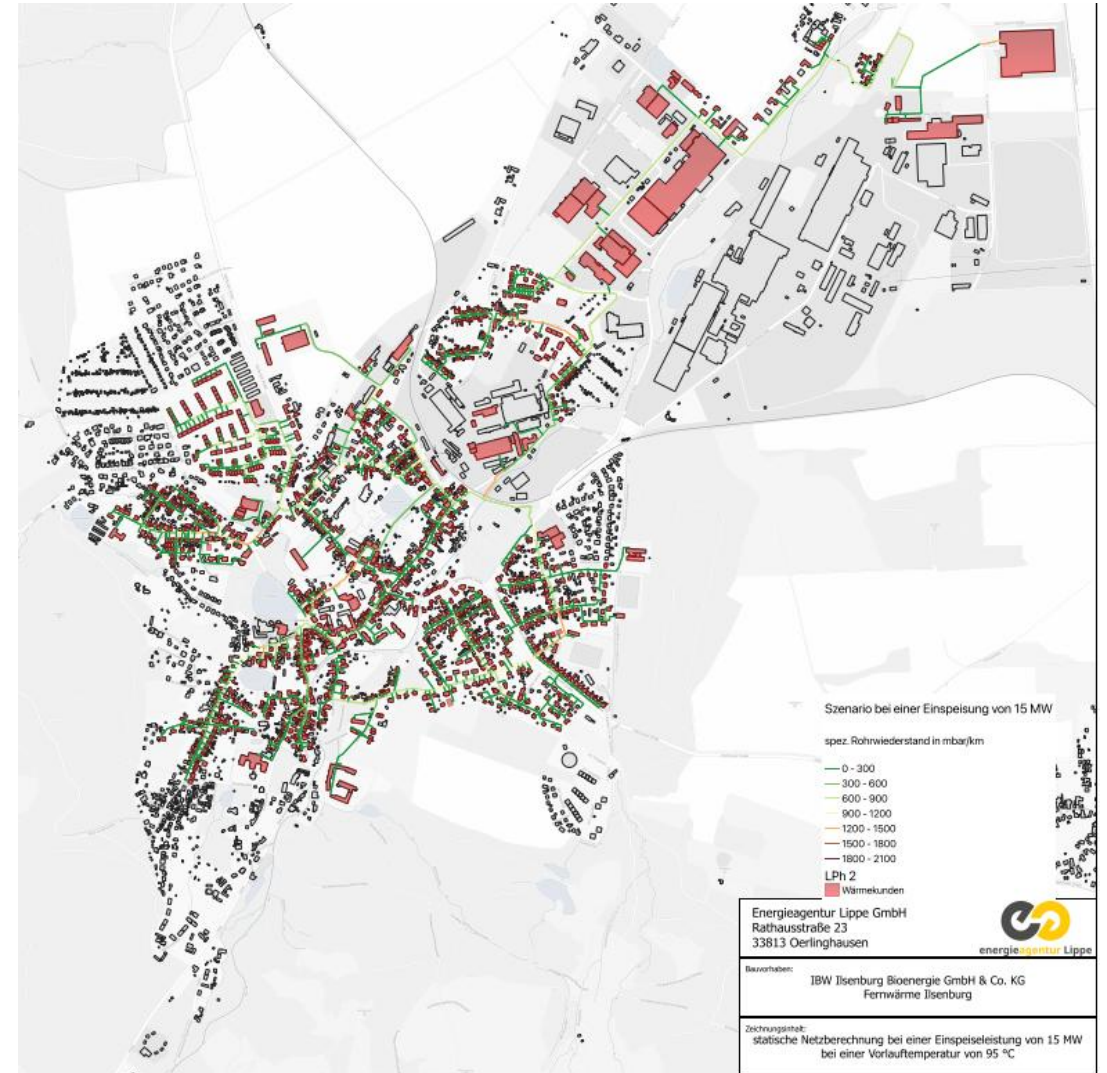 Szenario bei einer Einspeisung von 15 MW
spez. Rohrwiederstand in mbar/km
0 - 300
300 - 600
600 - 900
900 - 1200
1200 - 1500
1500 - 1800
1800 - 2100
LPh 2
Wärmekunden
Energieagentur Lippe GmbH
Rathausstraße 23
33813 Oerlinghausen
energieagentur Lippe
Bauvorhaben:
IBW Ilsenburg Bioenergie GmbH & Co. KG
Fernwärme Ilsenburg
Zeichnungsinhalt:
statische Netzberechnung bei einer Einspeiseleistung von 15 MW
bei einer Vorlauftemperatur von 95 °C